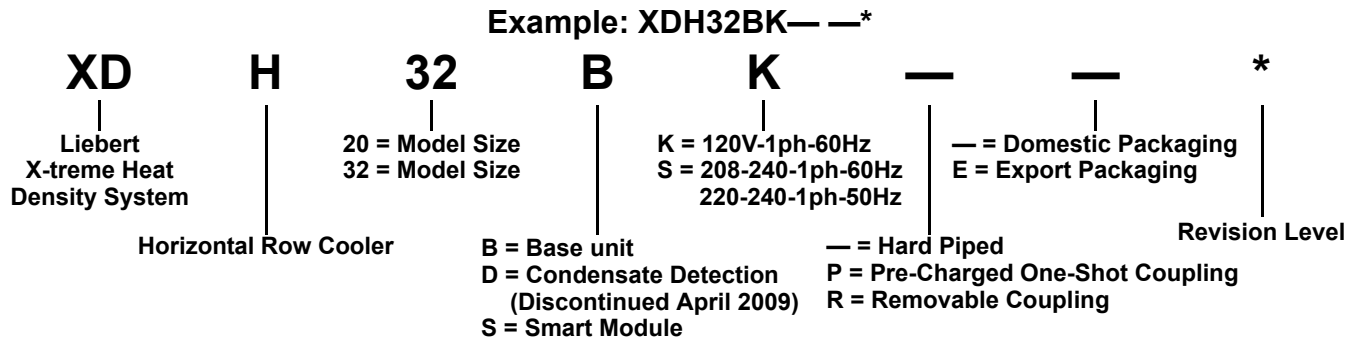 Example: XDH32BK— —*
XD H 32 B K — — *
Liebert
X-treme Heat
Density System
20 = Model Size
32 = Model Size
K = 120V-1ph-60Hz
S = 208-240-1ph-60Hz
220-240-1ph-50Hz
— = Domestic Packaging
E = Export Packaging
Horizontal Row Cooler
B = Base unit
D = Condensate Detection
(Discontinued April 2009)
S = Smart Module
— = Hard Piped
P = Pre-Charged One-Shot Coupling
R = Removable Coupling
Revision Level